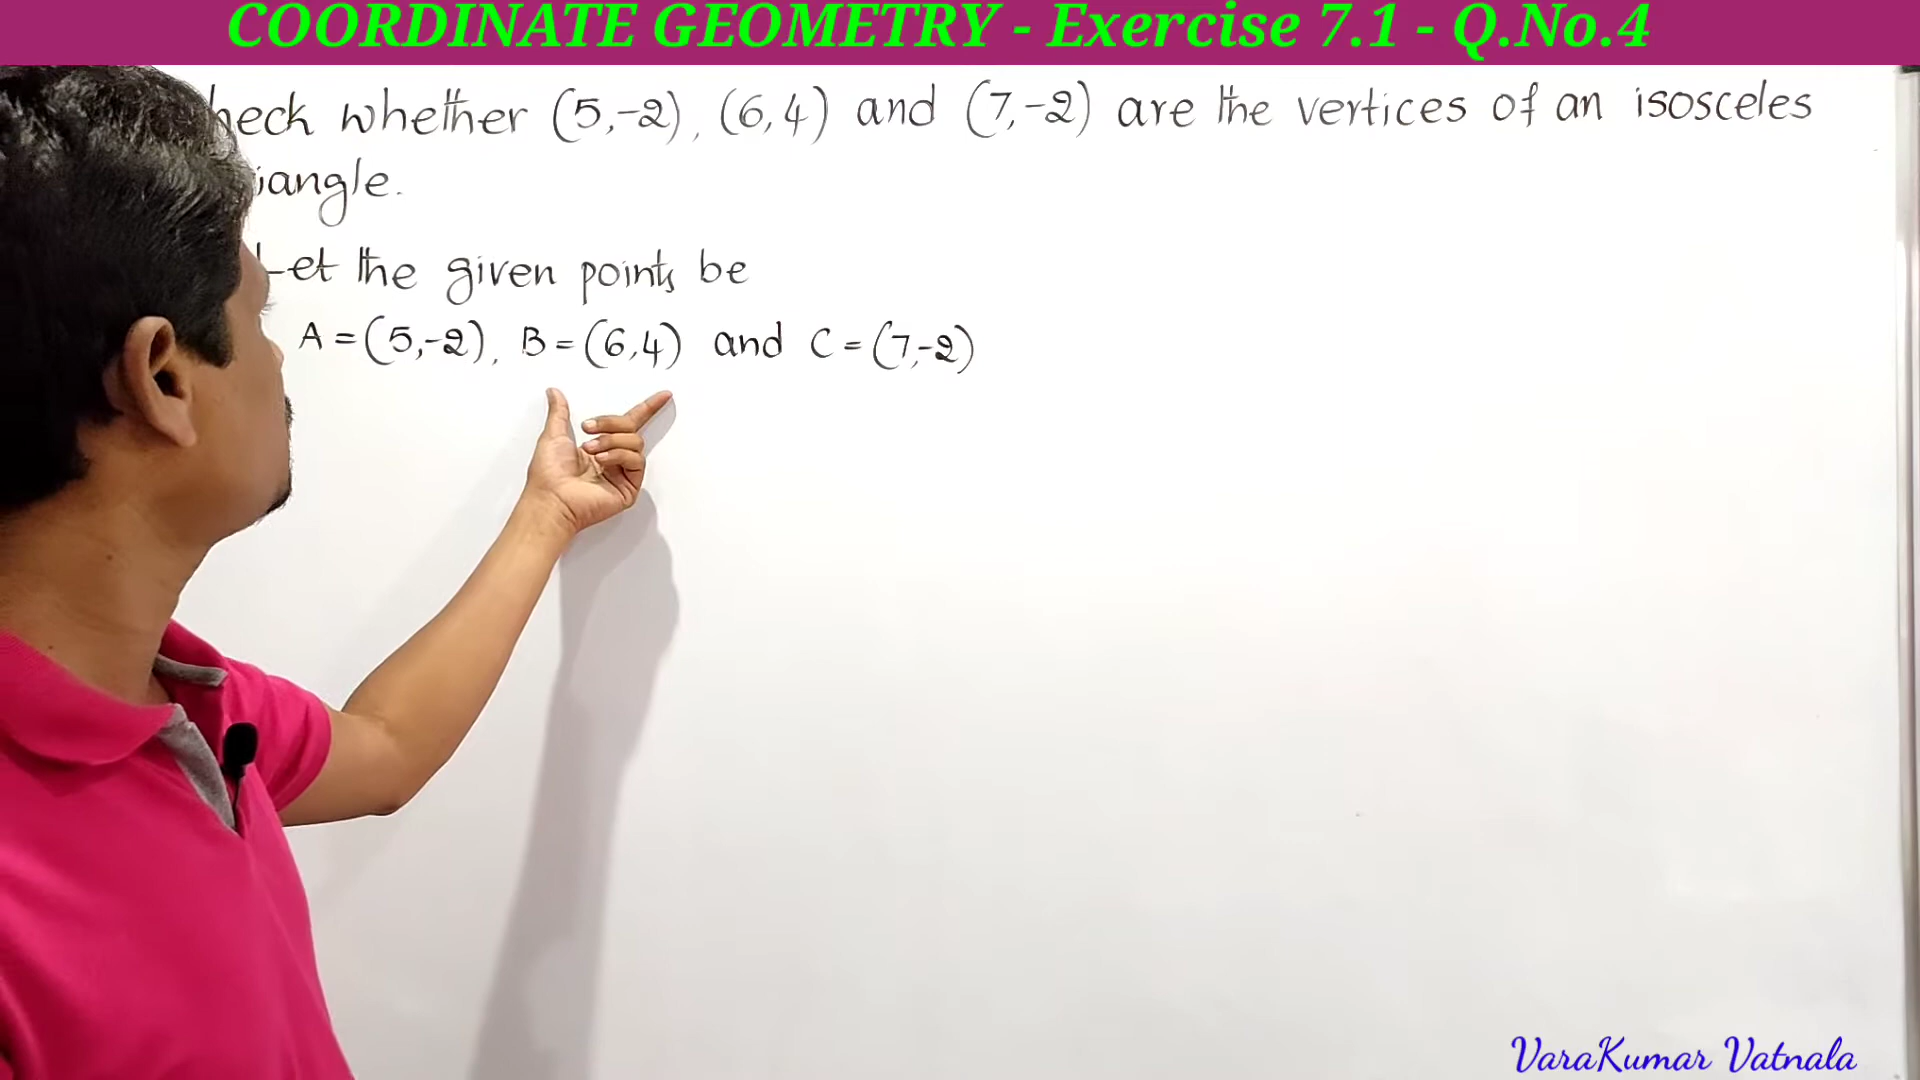 COORDINATE GEOMETRY - Exercise 7.1 - Q.No.4
heck whether (5,-2), (6,4) and (7,-2) are the vertices of an isosceles
iangle.
Let the given points be
A = (5,-2), B = (6,4) and C = (7,-2)
VaraKumar Vatnala